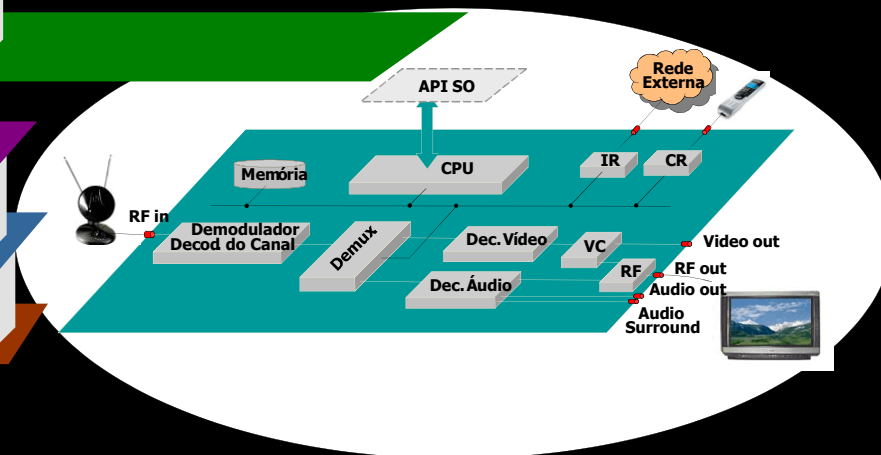 API SO
Rede
Externa
Memória
CPU
IR
CR
RF in
Demodulador
Decod. do Canal
Demux
Dec. Vídeo
VC
Video out
Dec. Áudio
RF
RF out
Audio out
Audio
Surround